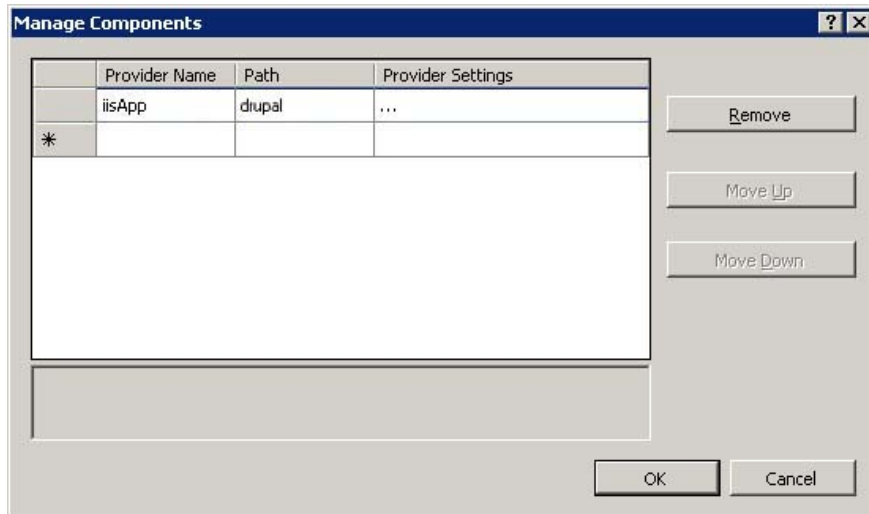 Manage Components
Provider Name Path Provider Settings
iisApp drupal ...
*
Remove
Move Up
Move Down
OK Cancel